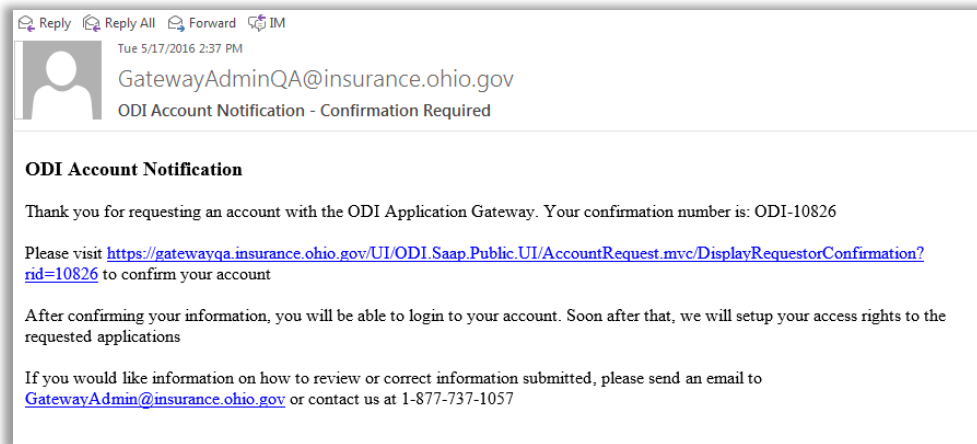 Reply Reply All Forward IM
Tue 5/17/2016 2:37 PM
GatewayAdminQA@insurance.ohio.gov
ODI Account Notification - Confirmation Required
ODI Account Notification
Thank you for requesting an account with the ODI Application Gateway. Your confirmation number is: ODI-10826
Please visit https://gatewayqa.insurance.ohio.gov/UI/ODI.Saap.Public.UI/AccountRequest.mvc/DisplayRequestorConfirmation?
rid=10826 to confirm your account
After confirming your information, you will be able to login to your account. Soon after that, we will setup your access rights to the
requested applications
If you would like information on how to review or correct information submitted, please send an email to
GatewayAdmin@insurance.ohio.gov or contact us at 1-877-737-1057